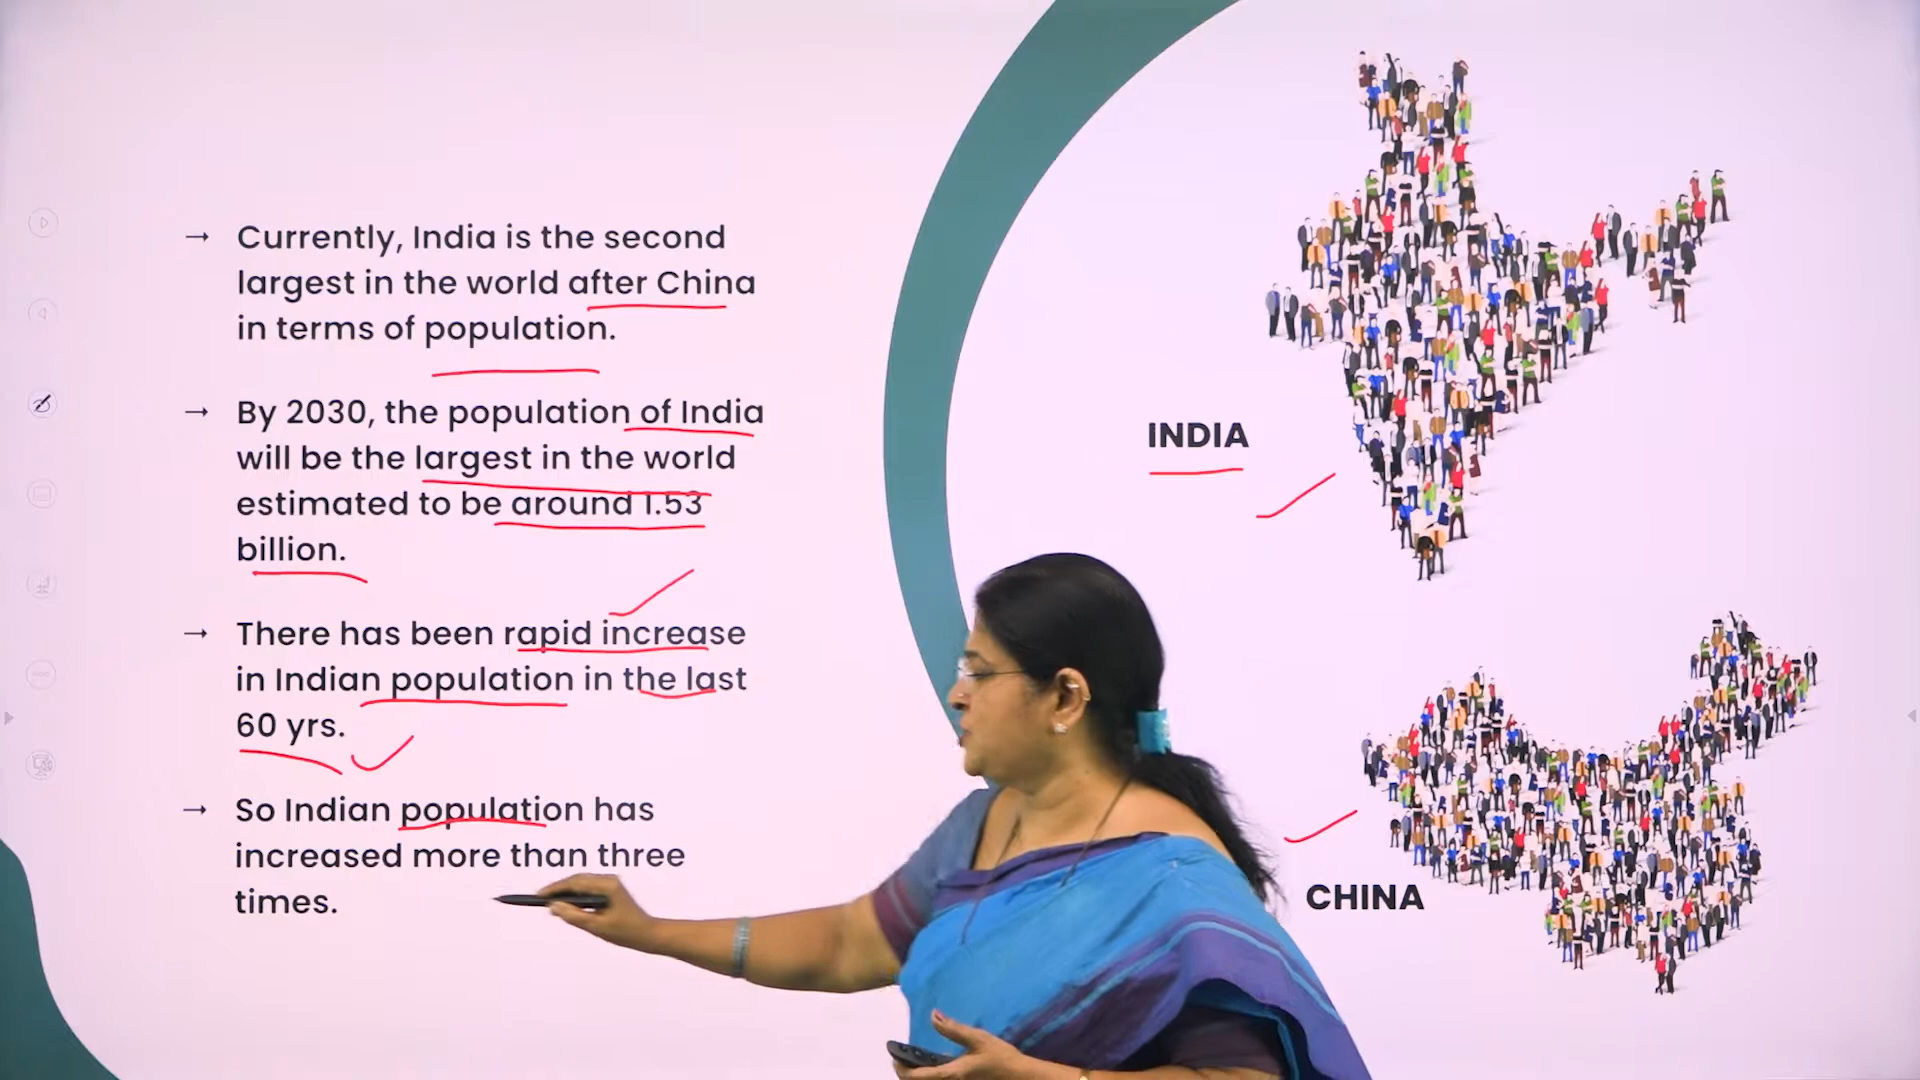 → Currently, India is the second
largest in the world after China
in terms of population.
→ By 2030, the population of India
will be the largest in the world
estimated to be around 1.53
billion.
→ There has been rapid increase
in Indian population in the last
60 yrs.
→ So Indian population has
increased more than three
times.
INDIA
CHINA